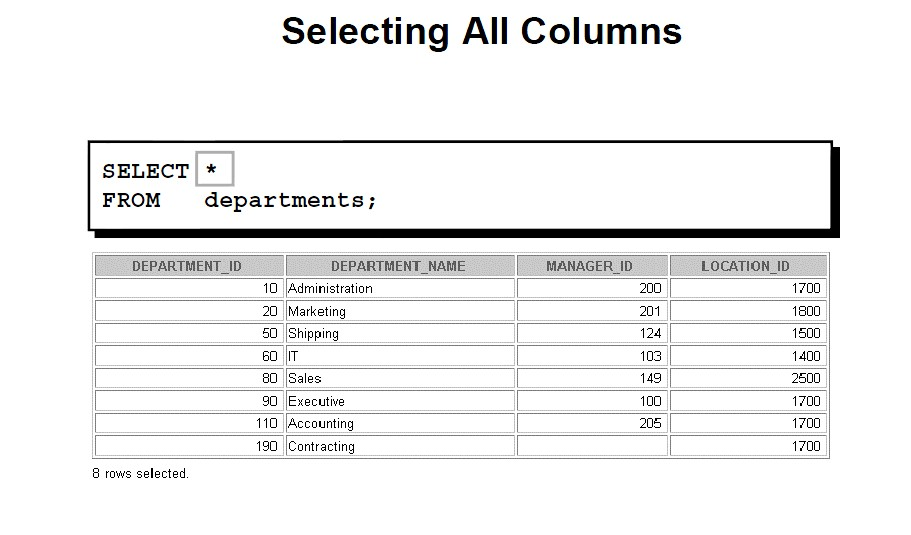 Selecting All Columns
SELECT *
FROM departments;
DEPARTMENT_ID DEPARTMENT_NAME MANAGER_ID LOCATION_ID
10 Administration 200 1700
20 Marketing 201 1800
50 Shipping 124 1500
60 IT 103 1400
80 Sales 149 2500
90 Executive 100 1700
110 Accounting 205 1700
190 Contracting 1700
8 rows selected.